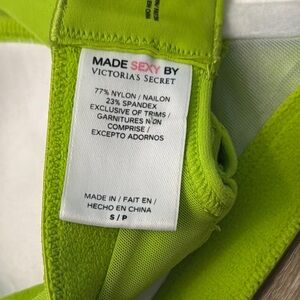 MADE SEXY BY
VICTORIA'S SECRET
77% NYLON / NAILON
23% SPANDEX
EXCLUSIVE OF TRIMS /
GARNITURES NON
COMPRISE /
EXCEPTO ADORNOS
MADE IN / FAIT EN /
HECHO EN CHINA
S / P